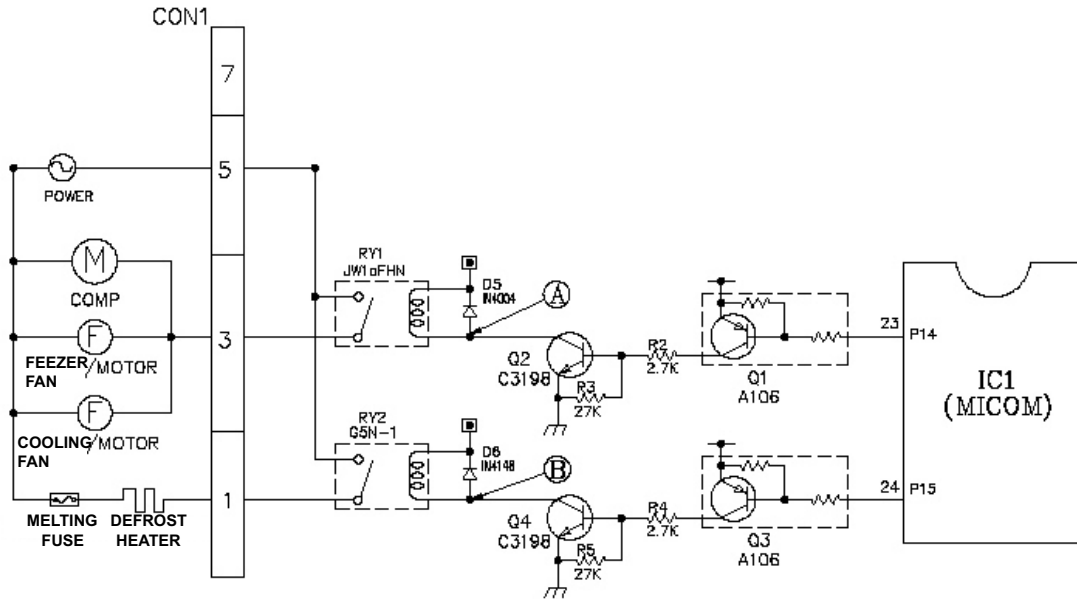 CON1
7
5
POWER
M
COMP
RY1
JW1aFHN
D5
IN4004
A
F
FEEZER/MOTOR
FAN
3
Q2
C3198
R2
2.7K
R3
27K
Q1
A106
23
P14
IC1
(MICOM)
F
COOLING/MOTOR
FAN
RY2
G5N-1
D6
IN4148
B
MELTING
FUSE
DEFROST
HEATER
1
Q4
C3198
R4
2.7K
R5
27K
Q3
A106
24
P15